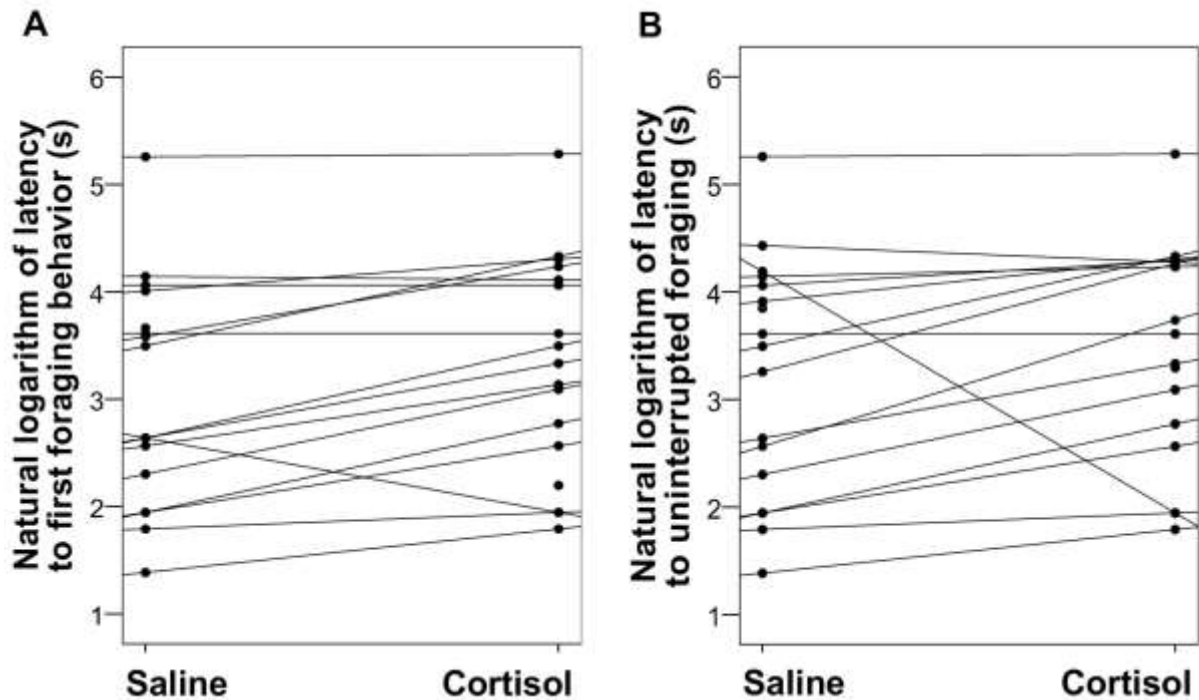 A
Natural logarithm of latency
to first foraging behavior (s)
6
5
4
3
2
1
Saline Cortisol
B
Natural logarithm of latency
to uninterrupted foraging (s)
6
5
4
3
2
1
Saline Cortisol